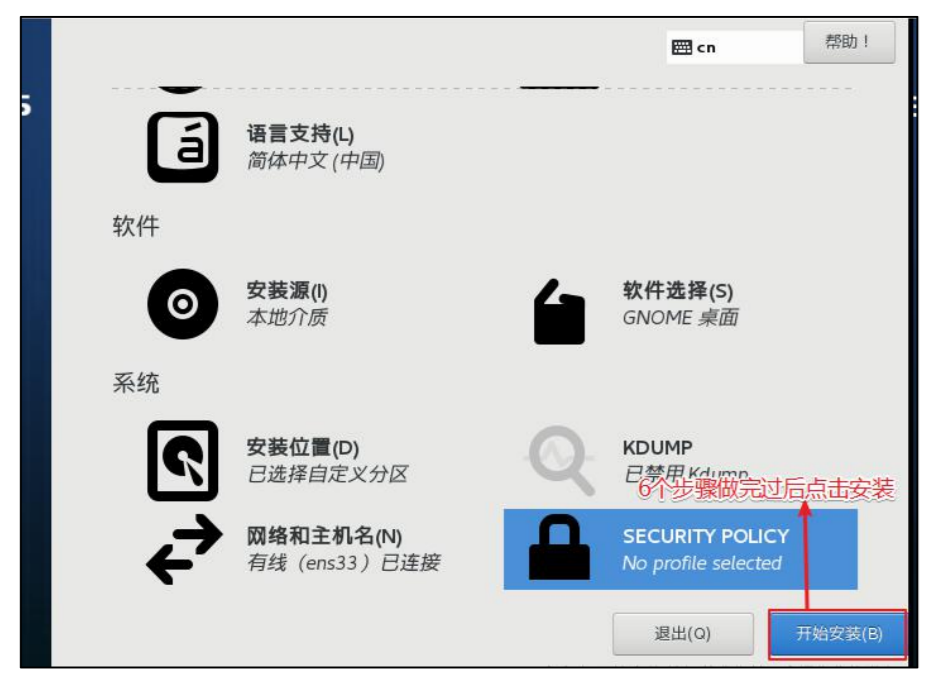 cn
帮助！
S
语言支持(L)
简体中文 (中国)
软件
安装源(I)
本地介质
软件选择(S)
GNOME 桌面
系统
安装位置(D)
已选择自定义分区
KDUMP
已禁用 Kdump
6个步骤做完过后点击安装
网络和主机名(N)
有线（ens33）已连接
SECURITY POLICY
No profile selected
退出(Q)
开始安装(B)